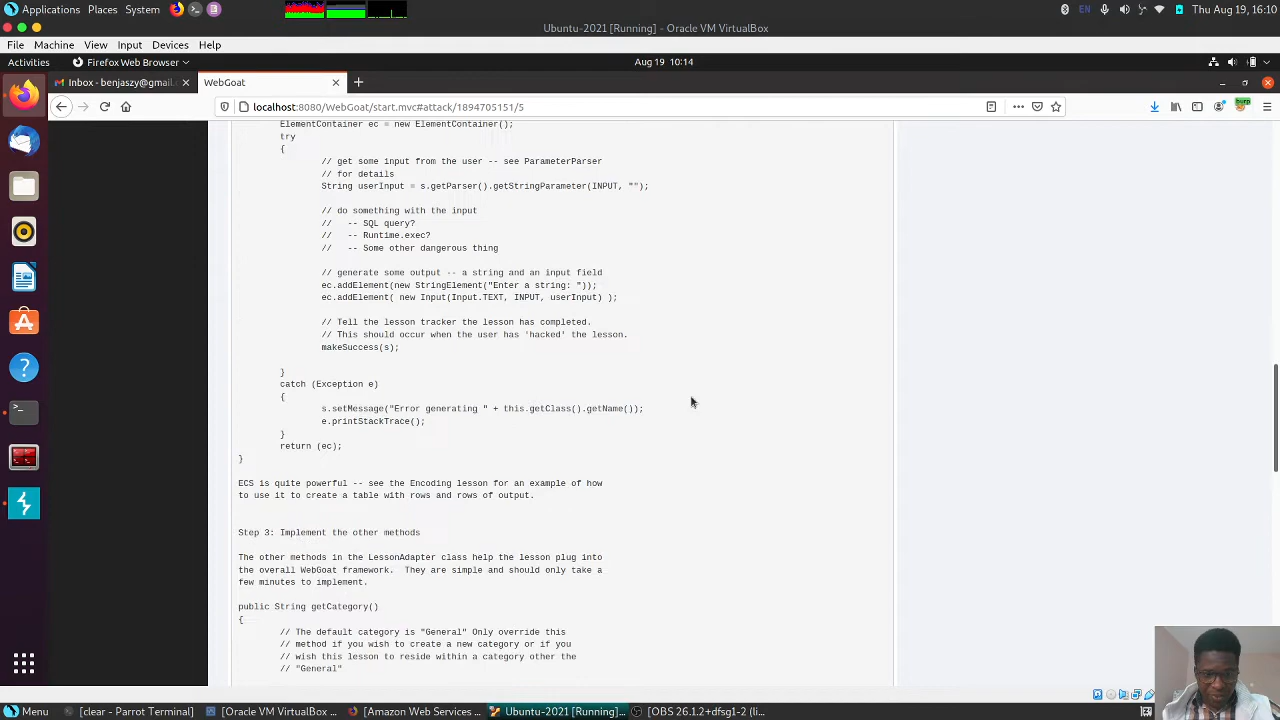 Applications Places System
EN
Thu Aug 19, 16:10
Ubuntu-2021 [Running] - Oracle VM VirtualBox
File Machine View Input Devices Help
Activities Firefox Web Browser Aug 19 10:14
Inbox - benjaszy@gmail.c
WebGoat
localhost:8080/WebGoat/start.mvc#attack/1894705151/5
burp
ElementContainer ec = new ElementContainer();
try
{
// get some input from the user -- see ParameterParser
// for details
String userInput = s.getParser().getStringParameter(INPUT, "");
// do something with the input
// -- SQL query?
// -- Runtime.exec?
// -- Some other dangerous thing
// generate some output -- a string and an input field
ec.addElement(new StringElement("Enter a string: "));
ec.addElement( new Input(Input.TEXT, INPUT, userInput) );
// Tell the lesson tracker the lesson has completed.
// This should occur when the user has 'hacked' the lesson.
makeSuccess(s);
}
catch (Exception e)
{
s.setMessage("Error generating " + this.getClass().getName());
e.printStackTrace();
}
return (ec);
}
ECS is quite powerful -- see the Encoding lesson for an example of how
to use it to create a table with rows and rows of output.
Step 3: Implement the other methods
The other methods in the LessonAdapter class help the lesson plug into
the overall WebGoat framework. They are simple and should only take a
few minutes to implement.
public String getCategory()
{
// The default category is "General" Only override this
// method if you wish to create a new category or if you
// wish this lesson to reside within a category other the
// "General"
Menu [clear - Parrot Terminal] [Oracle VM VirtualBox ... [Amazon Web Services ... Ubuntu-2021 [Running]... [OBS 26.1.2+dfsg1-2 (li...